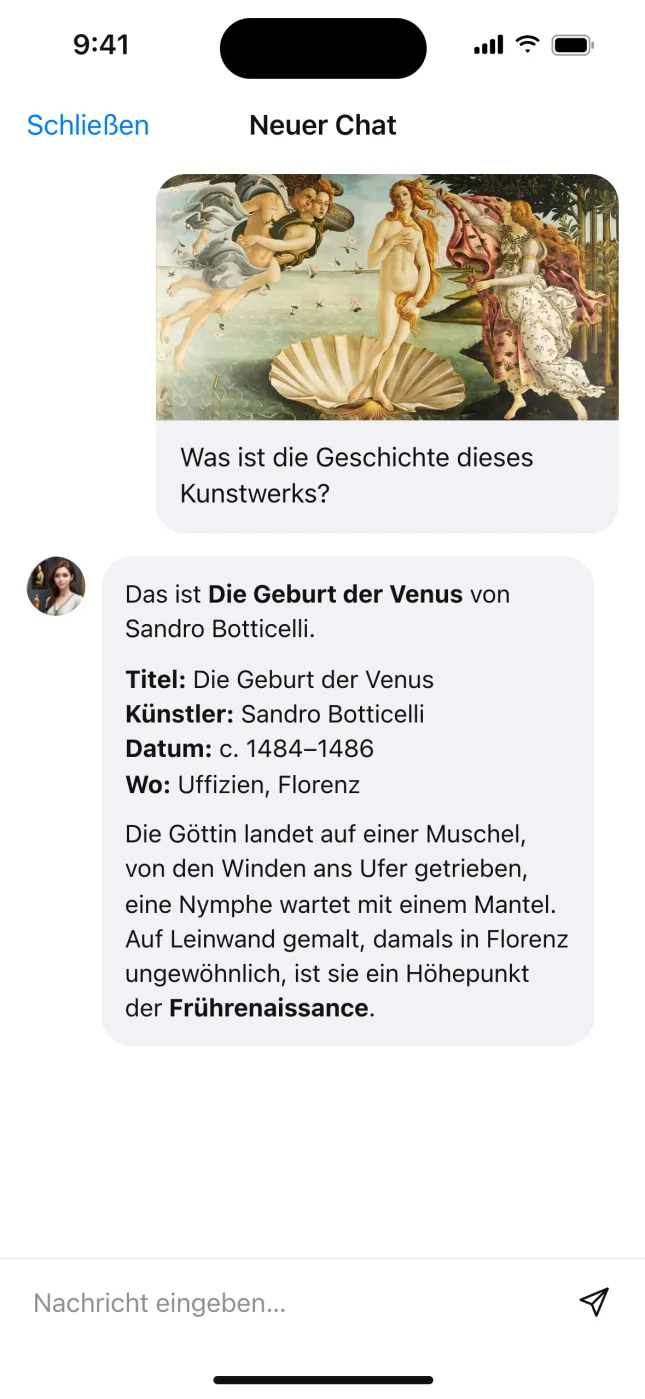 9:41
Schließen
Neuer Chat
Was ist die Geschichte dieses
Kunstwerks?
Das ist Die Geburt der Venus von
Sandro Botticelli.
Titel: Die Geburt der Venus
Künstler: Sandro Botticelli
Datum: c. 1484–1486
Wo: Uffizien, Florenz
Die Göttin landet auf einer Muschel,
von den Winden ans Ufer getrieben,
eine Nymphe wartet mit einem Mantel.
Auf Leinwand gemalt, damals in Florenz
ungewöhnlich, ist sie ein Höhepunkt
der Frührenaissance.
Nachricht eingeben...